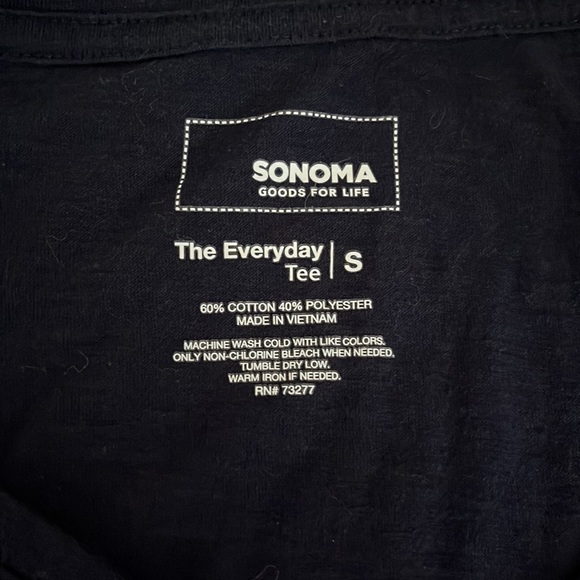 SONOMA
GOODS FOR LIFE
The Everyday
Tee | S
60% COTTON 40% POLYESTER
MADE IN VIETNAM
MACHINE WASH COLD WITH LIKE COLORS.
ONLY NON-CHLORINE BLEACH WHEN NEEDED.
TUMBLE DRY LOW.
WARM IRON IF NEEDED.
RN# 73277